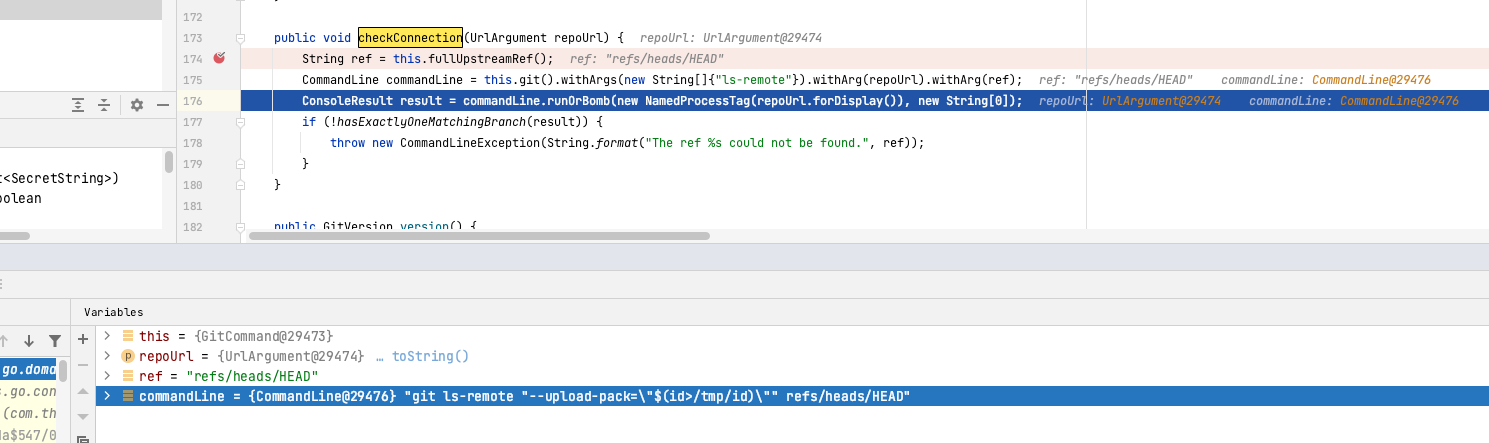 172
173 public void checkConnection(UrlArgument repoUrl) { repoUrl: UrlArgument@29474
174 String ref = this.fullUpstreamRef(); ref: "refs/heads/HEAD"
175 CommandLine commandLine = this.git().withArgs(new String[]{"ls-remote"}).withArg(repoUrl).withArg(ref); ref: "refs/heads/HEAD" commandLine: CommandLine@29476
176 ConsoleResult result = commandLine.runOrBomb(new NamedProcessTag(repoUrl.forDisplay()), new String[0]); repoUrl: UrlArgument@29474 commandLine: CommandLine@29476
177 if (!hasExactlyOneMatchingBranch(result)) {
178 throw new CommandLineException(String.format("The ref %s could not be found.", ref));
179 }
180 }
181
182 public GitVersion version() {
t<SecretString>)
oolean
Variables
this = {GitCommand@29473}
repoUrl = {UrlArgument@29474} … toString()
ref = "refs/heads/HEAD"
commandLine = {CommandLine@29476} "git ls-remote "--upload-pack=\"$(id>/tmp/id)\"" refs/heads/HEAD"
.go.doma
s.go.con
(com.th
da$547/0